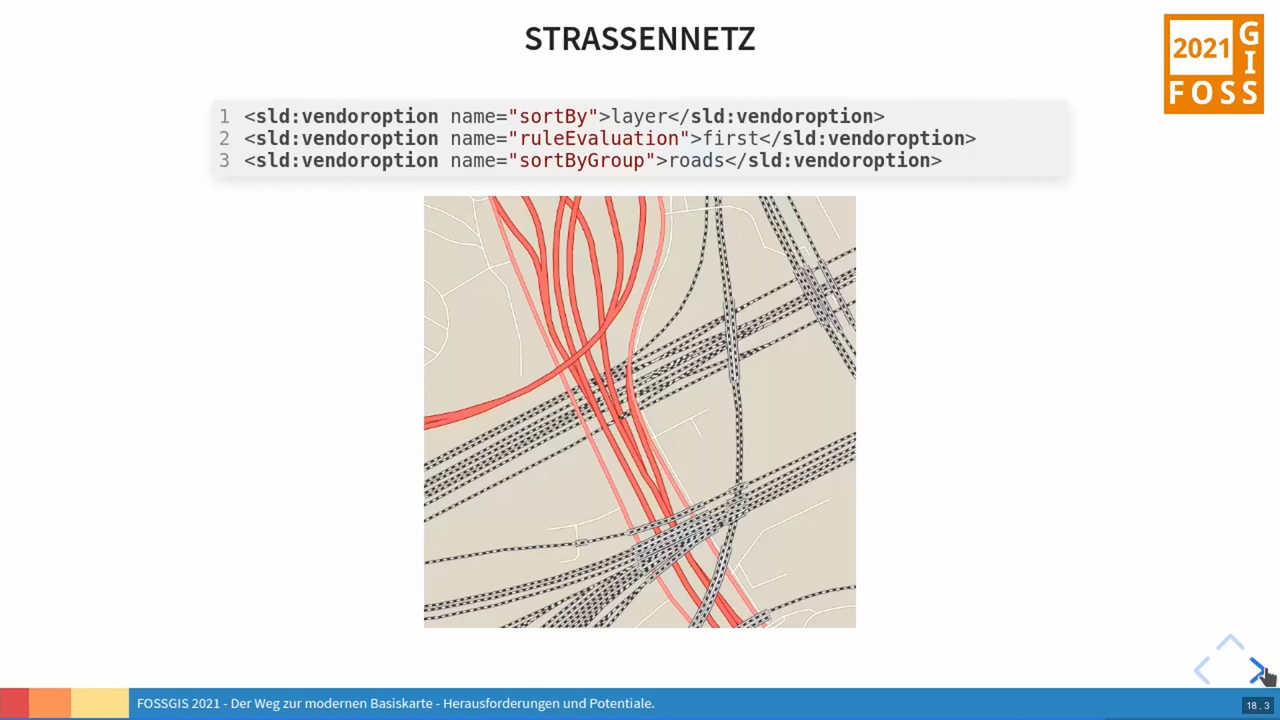 STRASSENNETZ
2021 G
I
FOSS
1 <sld:vendoroption name="sortBy">layer</sld:vendoroption>
2 <sld:vendoroption name="ruleEvaluation">first</sld:vendoroption>
3 <sld:vendoroption name="sortByGroup">roads</sld:vendoroption>
FOSSGIS 2021 - Der Weg zur modernen Basiskarte - Herausforderungen und Potentiale.
18.3